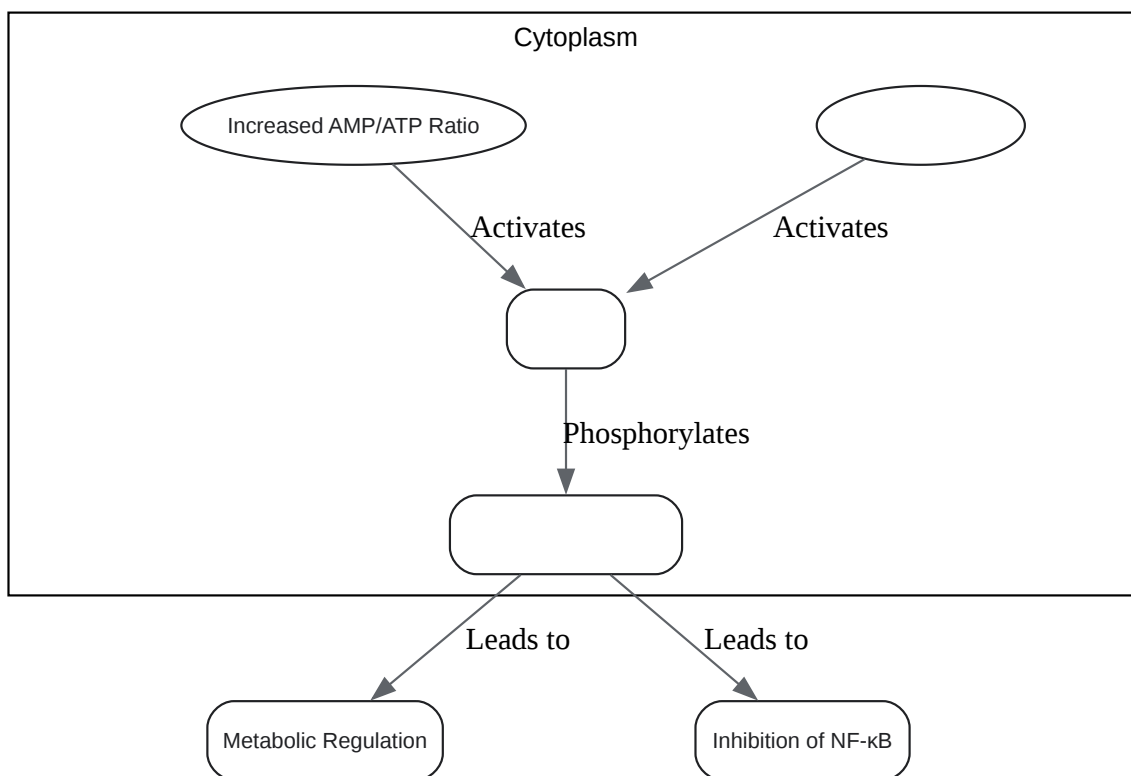 Cytoplasm
Increased AMP/ATP Ratio
Activates
Activates
Phosphorylates
Leads to
Leads to
Metabolic Regulation
Inhibition of NF-κB